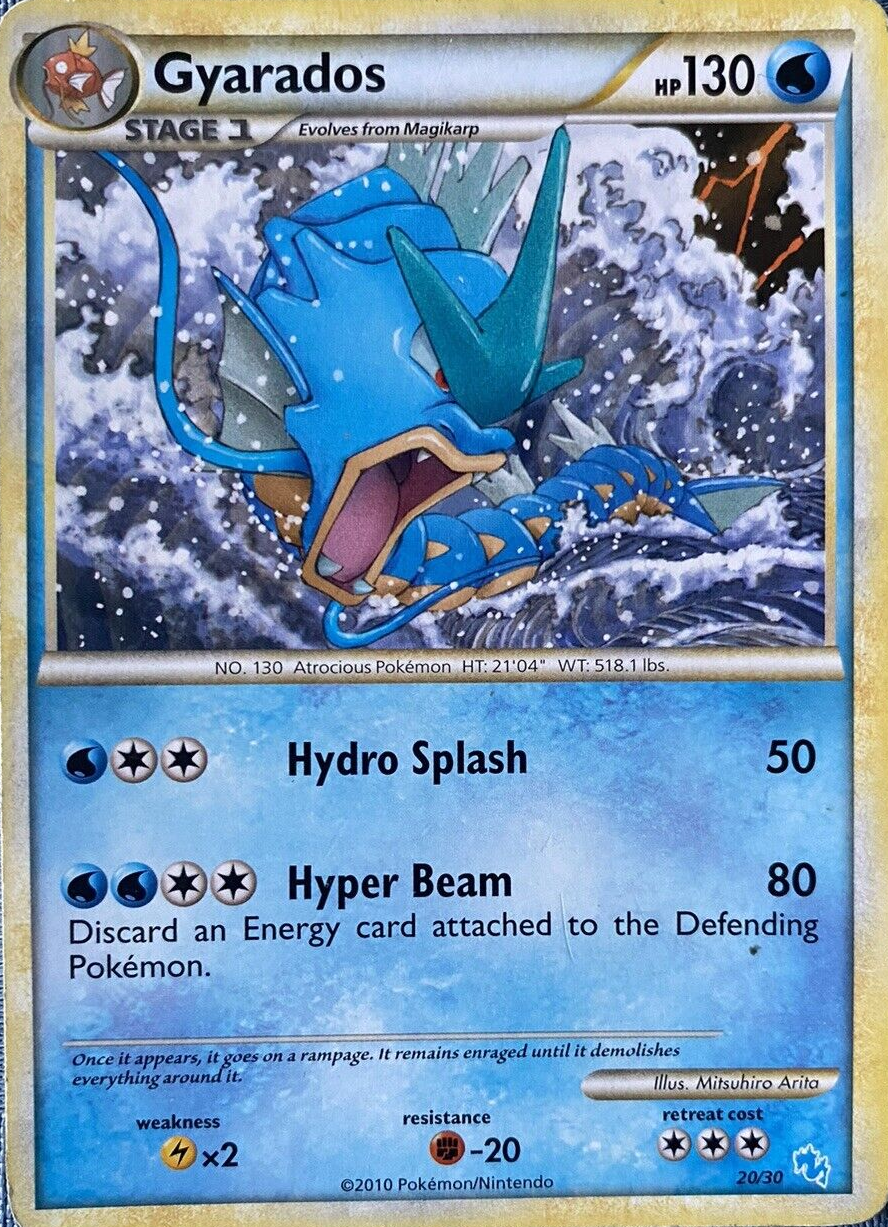 Gyarados
HP 130
STAGE 1
Evolves from Magikarp
NO. 130 Atrocious Pokémon HT: 21'04" WT: 518.1 lbs.
Hydro Splash 50
Hyper Beam 80
Discard an Energy card attached to the Defending
Pokémon.
Once it appears, it goes on a rampage. It remains enraged until it demolishes
everything around it.
Illus. Mitsuhiro Arita
weakness resistance retreat cost
x2 -20
20/30
©2010 Pokémon/Nintendo